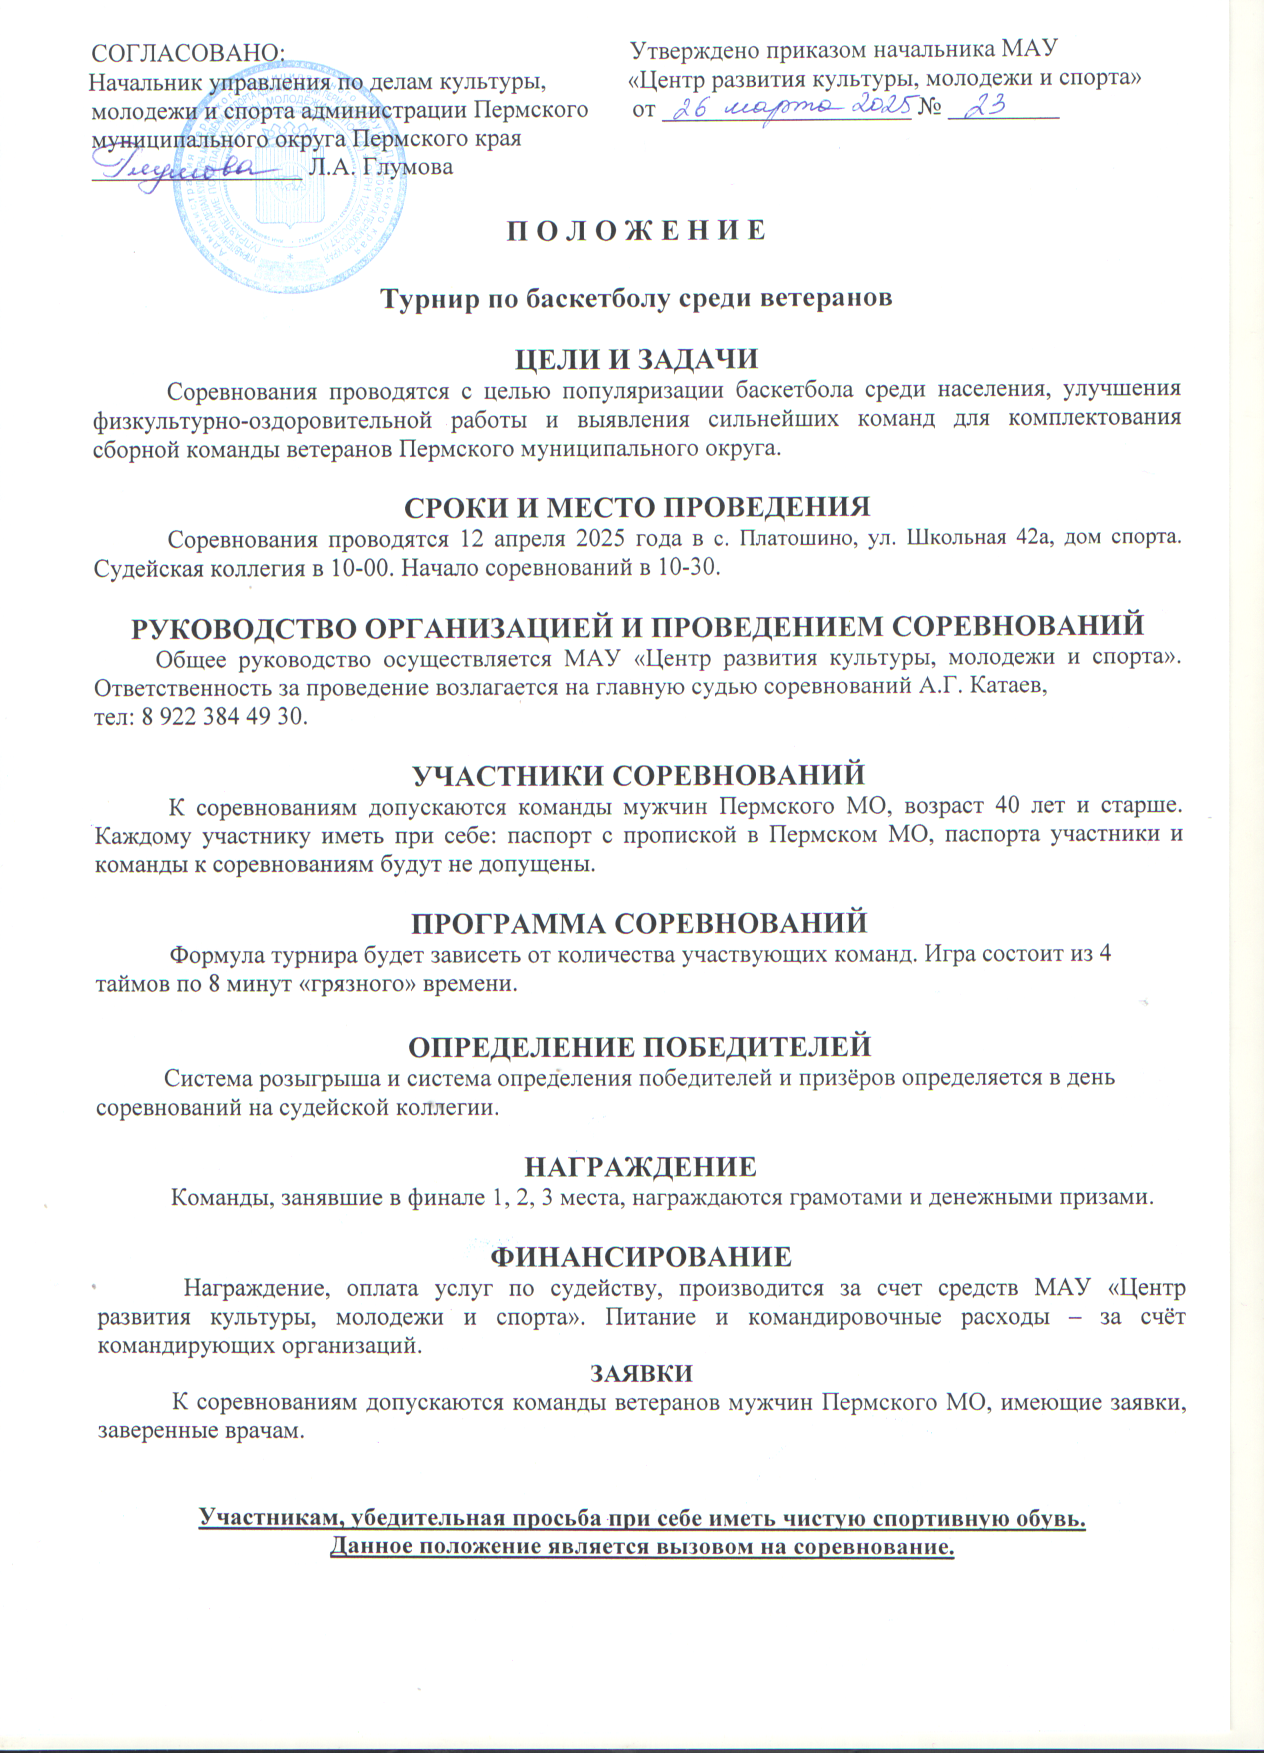 СОГЛАСОВАНО:
Начальник управления по делам культуры,
молодежи и спорта администрации Пермского
муниципального округа Пермского края
Глумова Л.А. Глумова
Утверждено приказом начальника МАУ
«Центр развития культуры, молодежи и спорта»
от 26 марта 2025 № 23
П О Л О Ж Е Н И Е
Турнир по баскетболу среди ветеранов
ЦЕЛИ И ЗАДАЧИ
Соревнования проводятся с целью популяризации баскетбола среди населения, улучшения
физкультурно-оздоровительной работы и выявления сильнейших команд для комплектования
сборной команды ветеранов Пермского муниципального округа.
СРОКИ И МЕСТО ПРОВЕДЕНИЯ
Соревнования проводятся 12 апреля 2025 года в с. Платошино, ул. Школьная 42а, дом спорта.
Судейская коллегия в 10-00. Начало соревнований в 10-30.
РУКОВОДСТВО ОРГАНИЗАЦИЕЙ И ПРОВЕДЕНИЕМ СОРЕВНОВАНИЙ
Общее руководство осуществляется МАУ «Центр развития культуры, молодежи и спорта».
Ответственность за проведение возлагается на главную судью соревнований А.Г. Катаев,
тел: 8 922 384 49 30.
УЧАСТНИКИ СОРЕВНОВАНИЙ
К соревнованиям допускаются команды мужчин Пермского МО, возраст 40 лет и старше.
Каждому участнику иметь при себе: паспорт с пропиской в Пермском МО, паспорта участники и
команды к соревнованиям будут не допущены.
ПРОГРАММА СОРЕВНОВАНИЙ
Формула турнира будет зависеть от количества участвующих команд. Игра состоит из 4
таймов по 8 минут «грязного» времени.
ОПРЕДЕЛЕНИЕ ПОБЕДИТЕЛЕЙ
Система розыгрыша и система определения победителей и призёров определяется в день
соревнований на судейской коллегии.
НАГРАЖДЕНИЕ
Команды, занявшие в финале 1, 2, 3 места, награждаются грамотами и денежными призами.
ФИНАНСИРОВАНИЕ
Награждение, оплата услуг по судейству, производится за счет средств МАУ «Центр
развития культуры, молодежи и спорта». Питание и командировочные расходы – за счёт
командирующих организаций.
ЗАЯВКИ
К соревнованиям допускаются команды ветеранов мужчин Пермского МО, имеющие заявки,
заверенные врачам.
Участникам, убедительная просьба при себе иметь чистую спортивную обувь.
Данное положение является вызовом на соревнование.